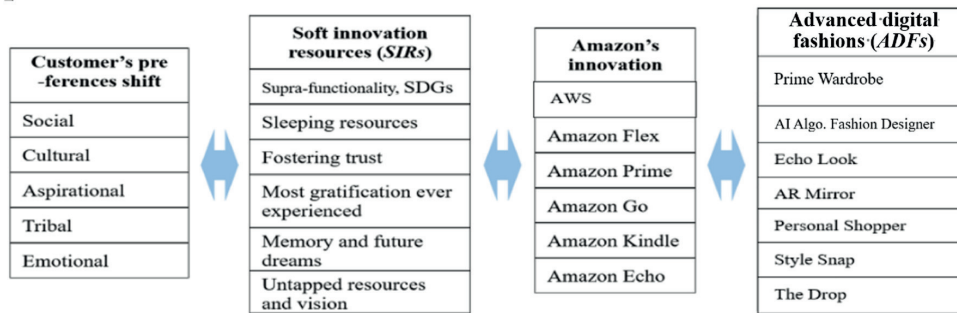 Customer's pre
-ferences shift
Social
Cultural
Aspirational
Tribal
Emotional
Soft innovation
resources (SIRs)
Supra-functionality, SDGs
Sleeping resources
Fostering trust
Most gratification ever
experienced
Memory and future
dreams
Untapped resources
and vision
Amazon's
innovation
AWS
Amazon Flex
Amazon Prime
Amazon Go
Amazon Kindle
Amazon Echo
Advanced digital
fashions (ADFs)
Prime Wardrobe
AI Algo. Fashion Designer
Echo Look
AR Mirror
Personal Shopper
Style Snap
The Drop